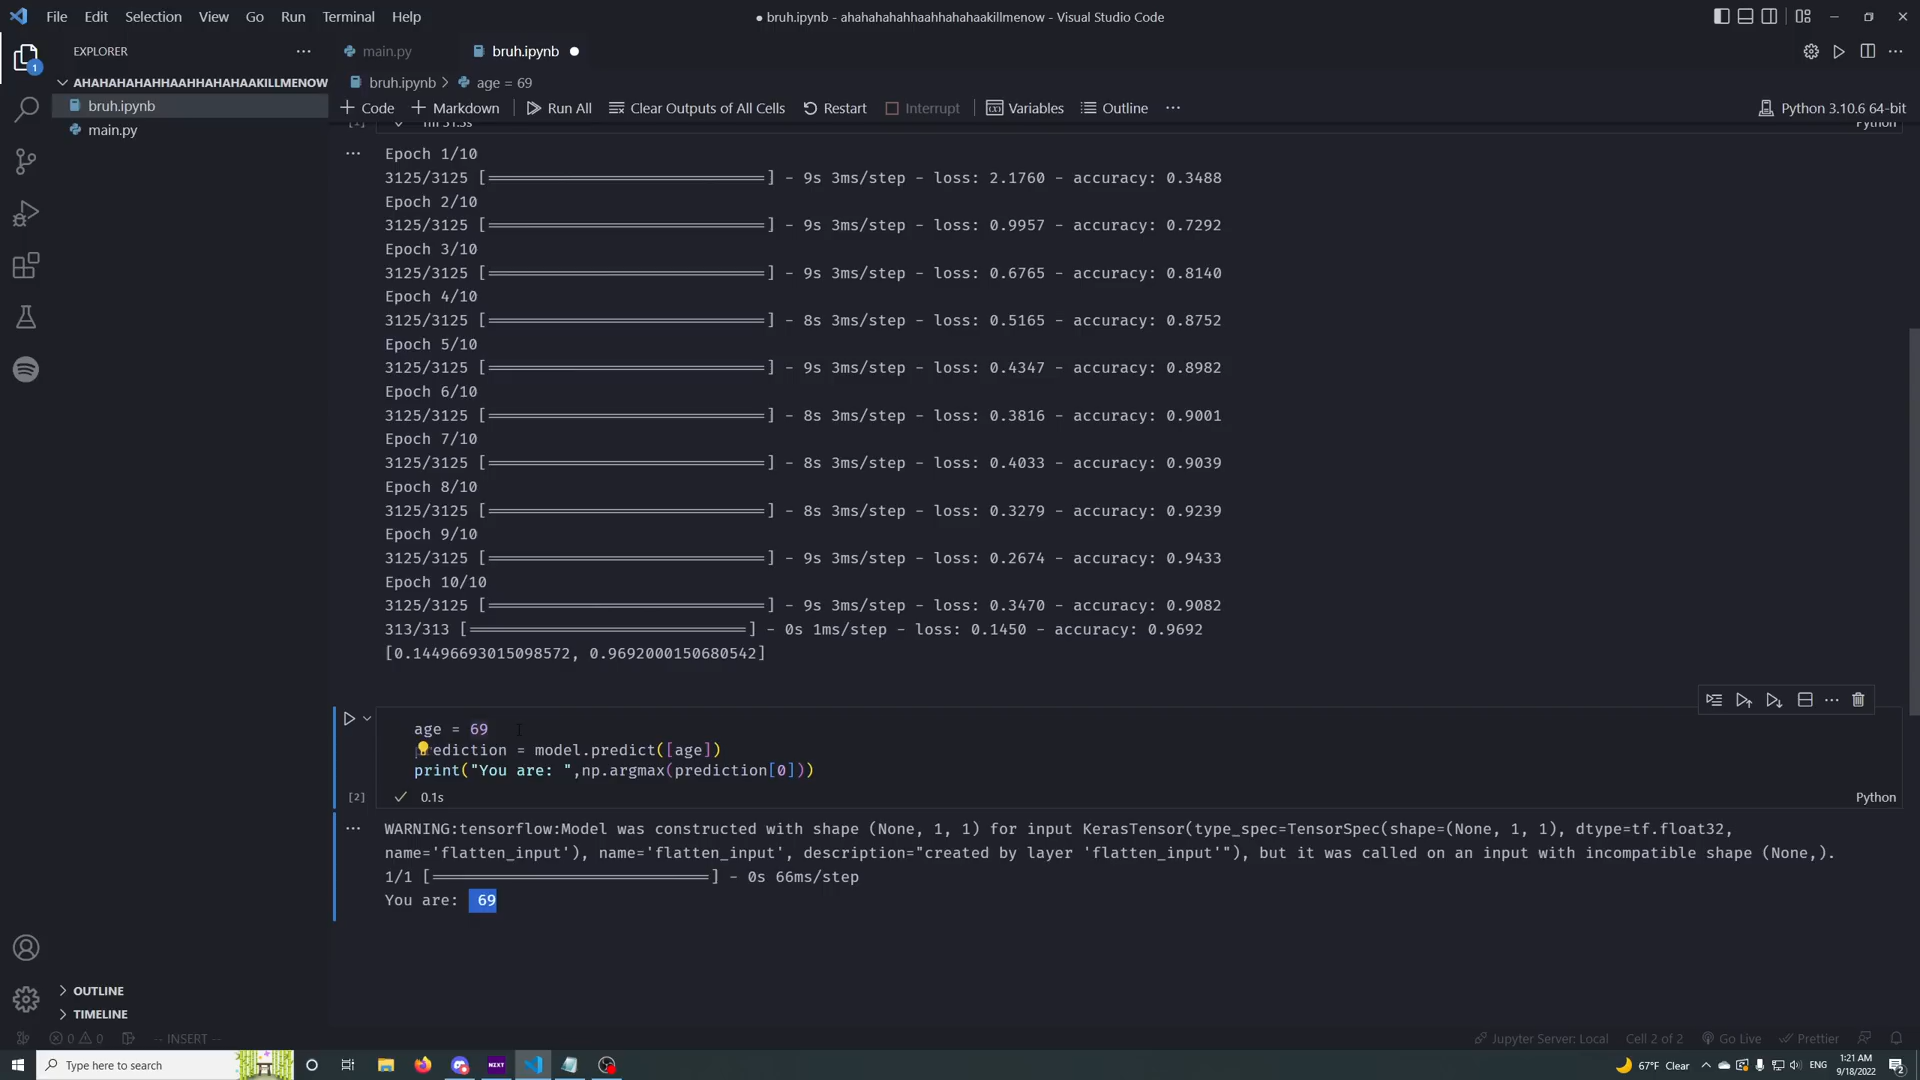 File Edit Selection View Go Run Terminal Help
● bruh.ipynb - ahahahahahhaahhahahaakillmenow - Visual Studio Code
EXPLORER
main.py
bruh.ipynb
1
AHAHAHAHAHHAAHHAHAHAAKILLMENOW
bruh.ipynb
main.py
bruh.ipynb > age = 69
+ Code + Markdown Run All Clear Outputs of All Cells Restart Interrupt Variables Outline ...
Python 3.10.6 64-bit
Python
Epoch 1/10
3125/3125 [==============================] - 9s 3ms/step - loss: 2.1760 - accuracy: 0.3488
Epoch 2/10
3125/3125 [==============================] - 9s 3ms/step - loss: 0.9957 - accuracy: 0.7292
Epoch 3/10
3125/3125 [==============================] - 9s 3ms/step - loss: 0.6765 - accuracy: 0.8140
Epoch 4/10
3125/3125 [==============================] - 8s 3ms/step - loss: 0.5165 - accuracy: 0.8752
Epoch 5/10
3125/3125 [==============================] - 9s 3ms/step - loss: 0.4347 - accuracy: 0.8982
Epoch 6/10
3125/3125 [==============================] - 8s 3ms/step - loss: 0.3816 - accuracy: 0.9001
Epoch 7/10
3125/3125 [==============================] - 8s 3ms/step - loss: 0.4033 - accuracy: 0.9039
Epoch 8/10
3125/3125 [==============================] - 8s 3ms/step - loss: 0.3279 - accuracy: 0.9239
Epoch 9/10
3125/3125 [==============================] - 9s 3ms/step - loss: 0.2674 - accuracy: 0.9433
Epoch 10/10
3125/3125 [==============================] - 9s 3ms/step - loss: 0.3470 - accuracy: 0.9082
313/313 [==============================] - 0s 1ms/step - loss: 0.1450 - accuracy: 0.9692
[0.14496693015098572, 0.9692000150680542]
age = 69
prediction = model.predict([age])
print("You are: ",np.argmax(prediction[0]))
[2] ✓ 0.1s
Python
WARNING:tensorflow:Model was constructed with shape (None, 1, 1) for input KerasTensor(type_spec=TensorSpec(shape=(None, 1, 1), dtype=tf.float32,
name='flatten_input'), name='flatten_input', description="created by layer 'flatten_input'"), but it was called on an input with incompatible shape (None,).
1/1 [==============================] - 0s 66ms/step
You are:  69
OUTLINE
TIMELINE
0 0 -- INSERT --
Jupyter Server: Local Cell 2 of 2 Go Live Prettier
Type here to search
NEXT
67°F Clear
ENG
1:21 AM
9/18/2022
2